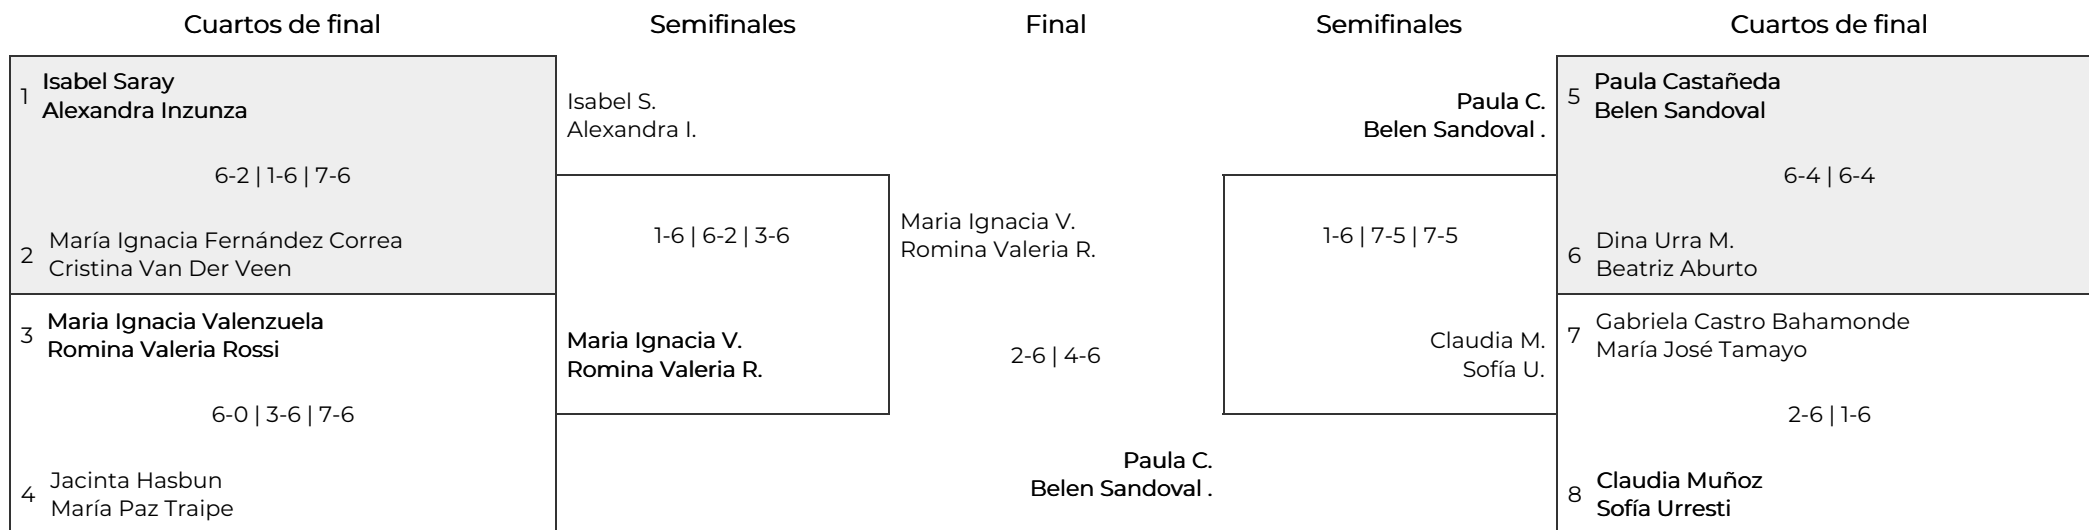 Cuartos de final
Semifinales
Final
Semifinales
Cuartos de final
1
Isabel Saray
Alexandra Inzunza
6-2 | 1-6 | 7-6
2
María Ignacia Fernández Correa
Cristina Van Der Veen
3
Maria Ignacia Valenzuela
Romina Valeria Rossi
6-0 | 3-6 | 7-6
4
Jacinta Hasbun
María Paz Traipe
Isabel S.
Alexandra I.
1-6 | 6-2 | 3-6
Maria Ignacia V.
Romina Valeria R.
Maria Ignacia V.
Romina Valeria R.
2-6 | 4-6
Paula C.
Belen Sandoval .
Paula C.
Belen Sandoval .
1-6 | 7-5 | 7-5
Claudia M.
Sofía U.
5
Paula Castañeda
Belen Sandoval
6-4 | 6-4
6
Dina Urra M.
Beatriz Aburto
7
Gabriela Castro Bahamonde
María José Tamayo
2-6 | 1-6
8
Claudia Muñoz
Sofía Urresti